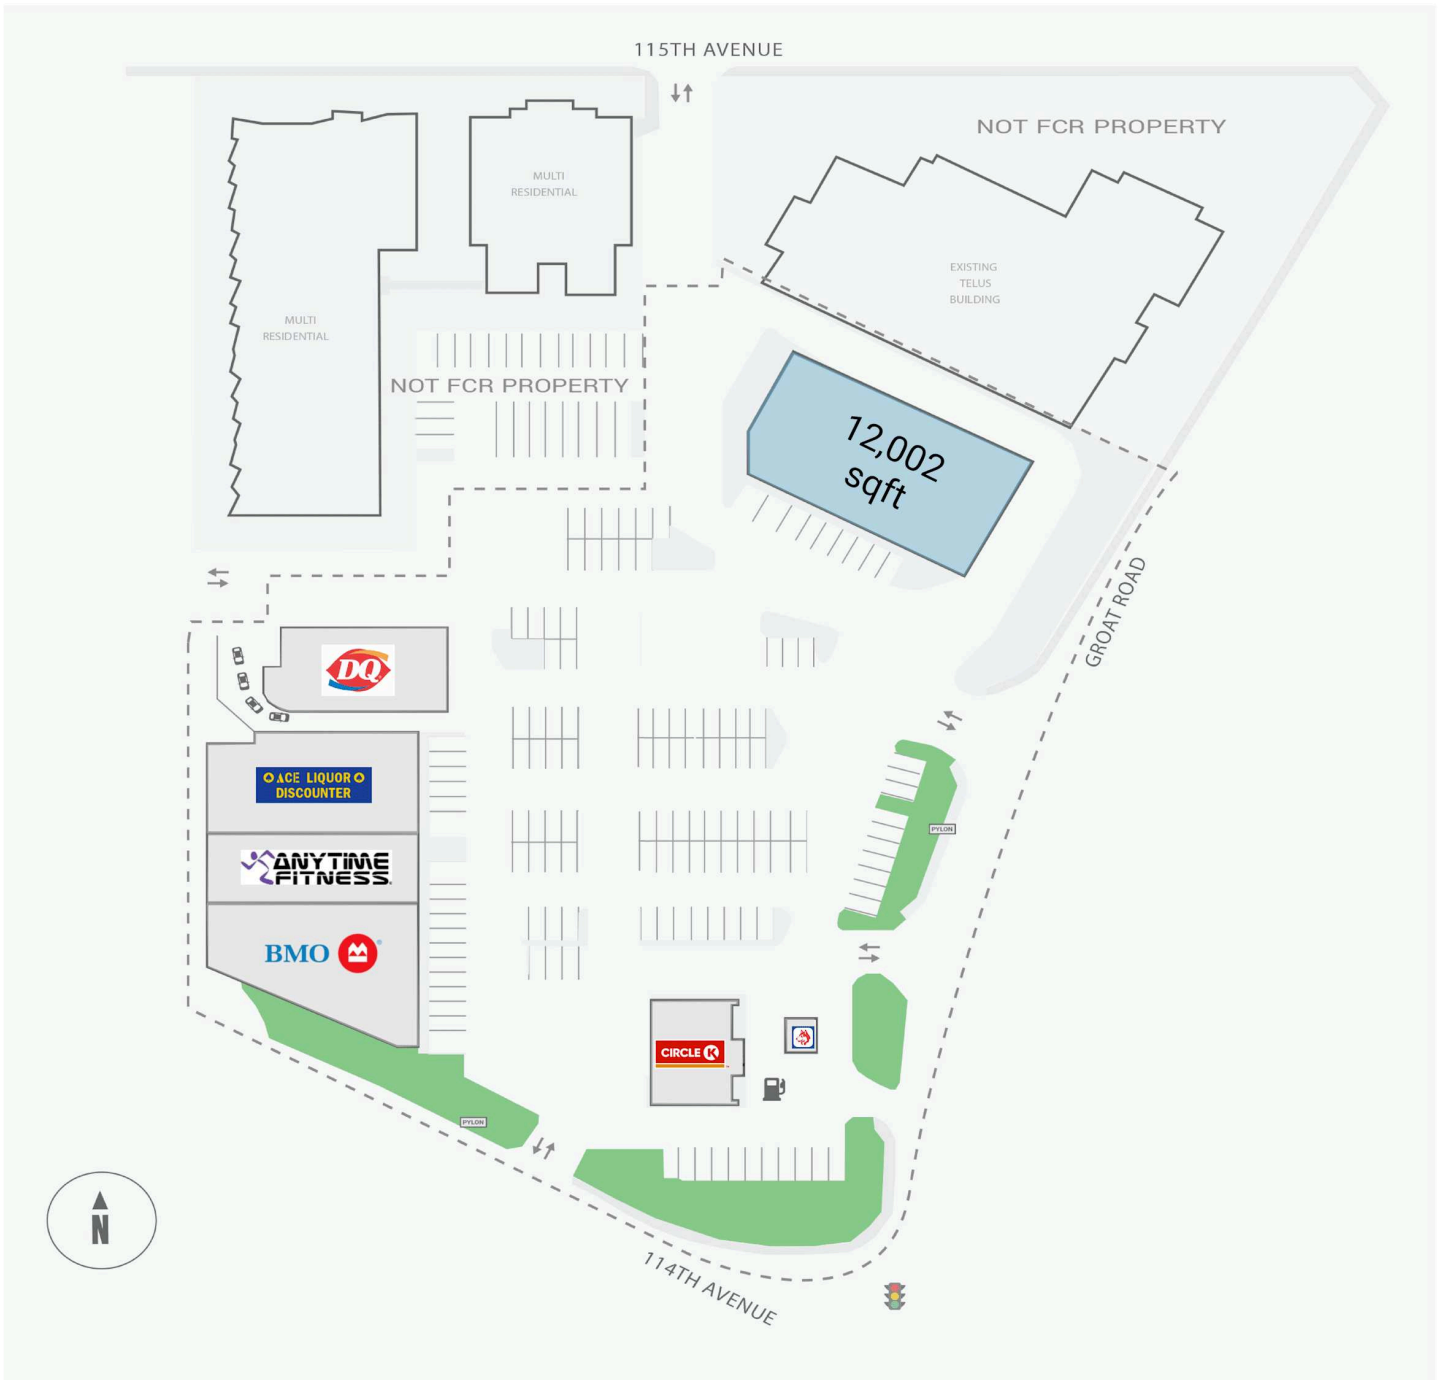 115TH AVENUE
NOT FCR PROPERTY
MULTI
RESIDENTIAL
EXISTING
TELUS
BUILDING
MULTI
RESIDENTIAL
NOT FCR PROPERTY
12,002
sqft
GROAT ROAD
DQ
ACE LIQUOR
DISCOUNTER
PYLON
ANYTIME
FITNESS
BMO
CIRCLE K
PYLON
N
114TH AVENUE